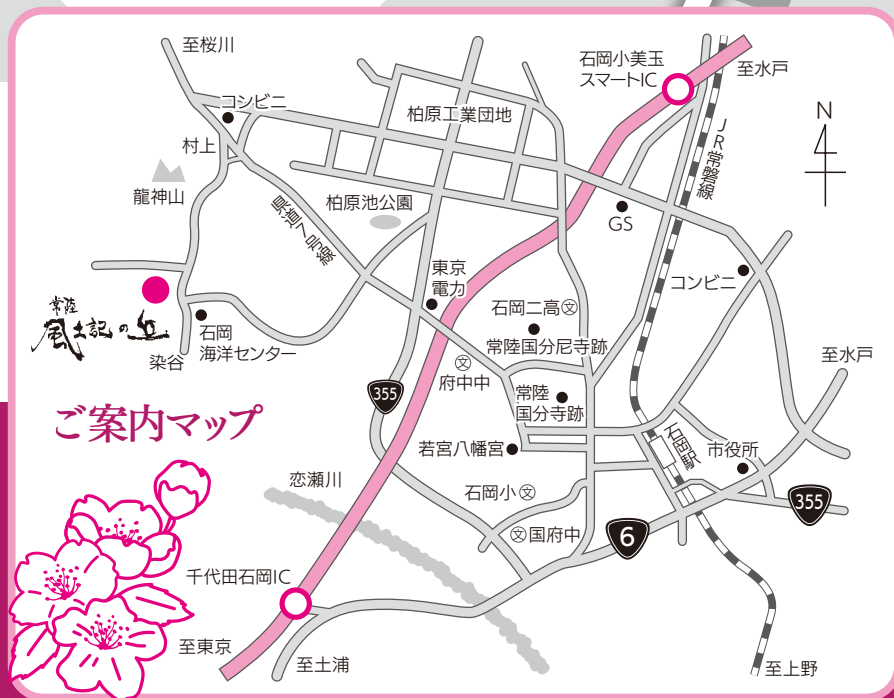 至桜川
コンビニ
村上
龍神山
県道7号線
柏原池公園
柏原工業団地
石岡小美玉
スマートIC
至水戸
JR常磐線
N
GS
コンビニ
東京
電力
石岡二高文
常陸国分尼寺跡
文
府中中
常陸
国分寺跡
至水戸
常陸
風土記の丘
石岡
海洋センター
染谷
355
ご案内マップ
若宮八幡宮
石岡駅
市役所
恋瀬川
石岡小文
文国府中
6
355
千代田石岡IC
至東京
至土浦
至上野